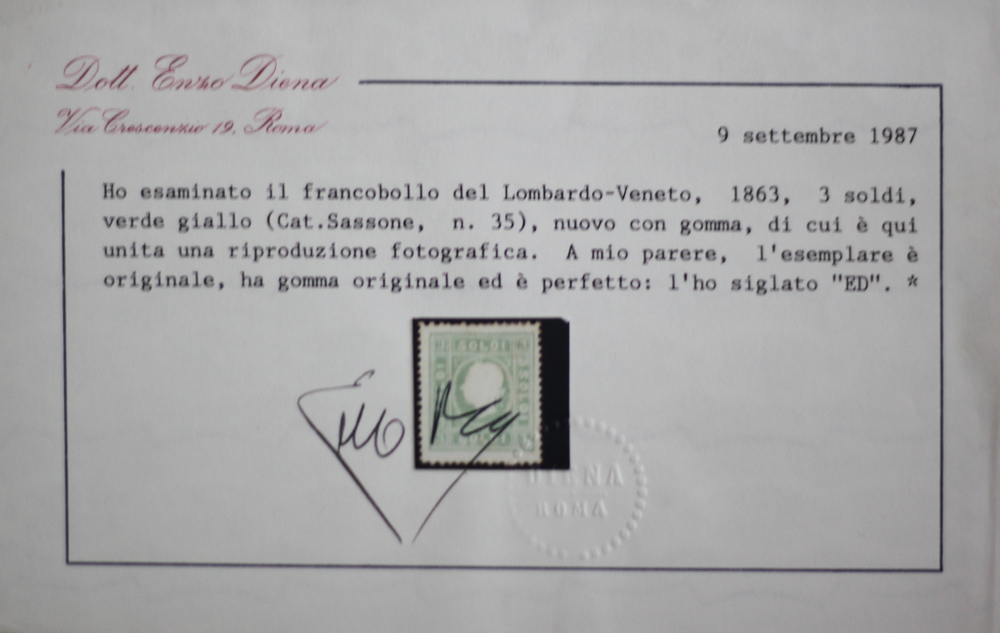 Dott. Enzo Diena
Via Crescenzio 19, Roma
9 settembre 1987
Ho esaminato il francobollo del Lombardo-Veneto, 1863, 3 soldi,
verde giallo (Cat.Sassone, n. 35), nuovo con gomma, di cui è qui
unita una riproduzione fotografica. A mio parere, l'esemplare è
originale, ha gomma originale ed è perfetto: l'ho siglato "ED". *
SOLDI
DIENA
ROMA